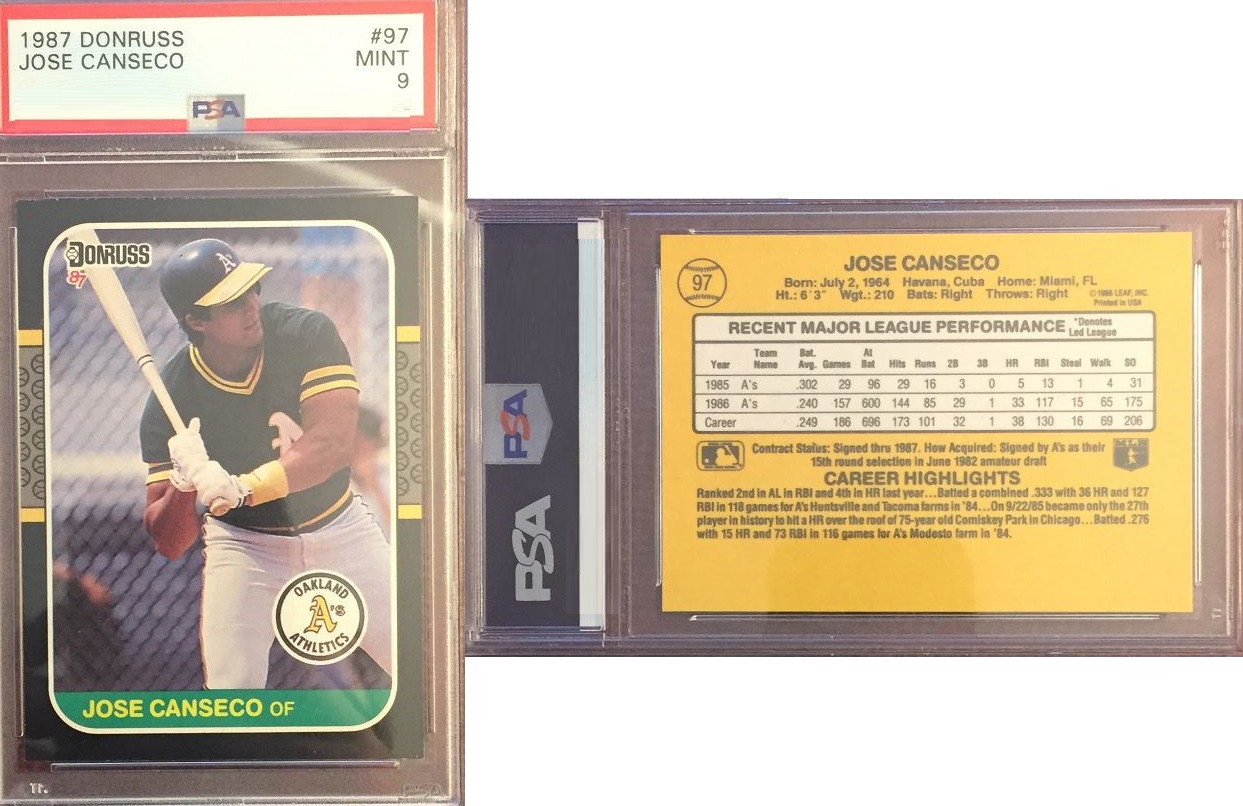 1987 DONRUSS #97
JOSE CANSECO MINT
9
PSA
DONRUSS
'87
A's
A
OAKLAND
A's
ATHLETICS
JOSE CANSECO OF
PSA
PSA
PSA
97
JOSE CANSECO
Born: July 2, 1964 Havana, Cuba Home: Miami, FL
Ht.: 6'3" Wgt.: 210 Bats: Right Throws: Right
© 1986 LEAF, INC.
Printed in USA
RECENT MAJOR LEAGUE PERFORMANCE *Denotes Led League
Year Team Name Bat. Avg. Games At Bat Hits Runs 2B 3B HR RBI Steal Walk SO
1985 A's .302 29 96 29 16 3 0 5 13 1 4 31
1986 A's .240 157 600 144 85 29 1 33 117 15 65 175
Career .249 186 696 173 101 32 1 38 130 16 69 206
Contract Status: Signed thru 1987. How Acquired: Signed by A's as their
15th round selection in June 1982 amateur draft
CAREER HIGHLIGHTS
Ranked 2nd in AL in RBI and 4th in HR last year...Batted a combined .333 with 36 HR and 127
RBI in 118 games for A's Huntsville and Tacoma farms in '84...On 9/22/85 became only the 27th
player in history to hit a HR over the roof of 75-year old Comiskey Park in Chicago...Batted .276
with 15 HR and 73 RBI in 116 games for A's Modesto farm in '84.